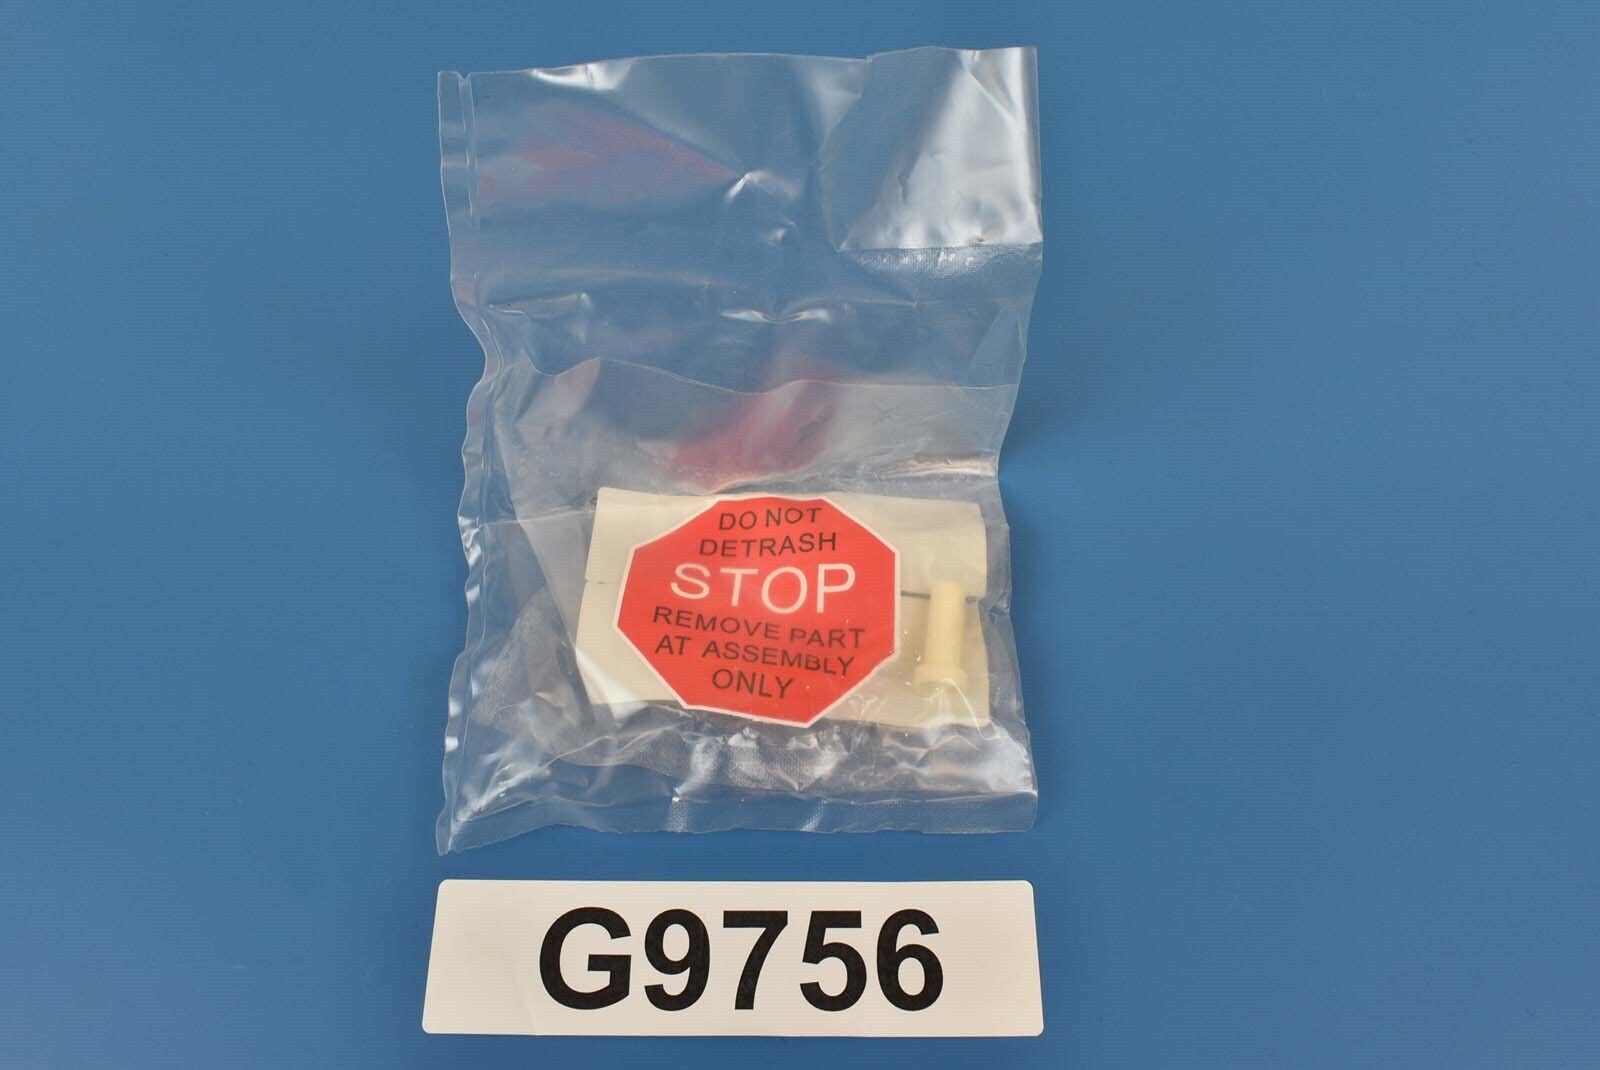 DO NOT
DETRASH
STOP
REMOVE PART
AT ASSEMBLY
ONLY
G9756